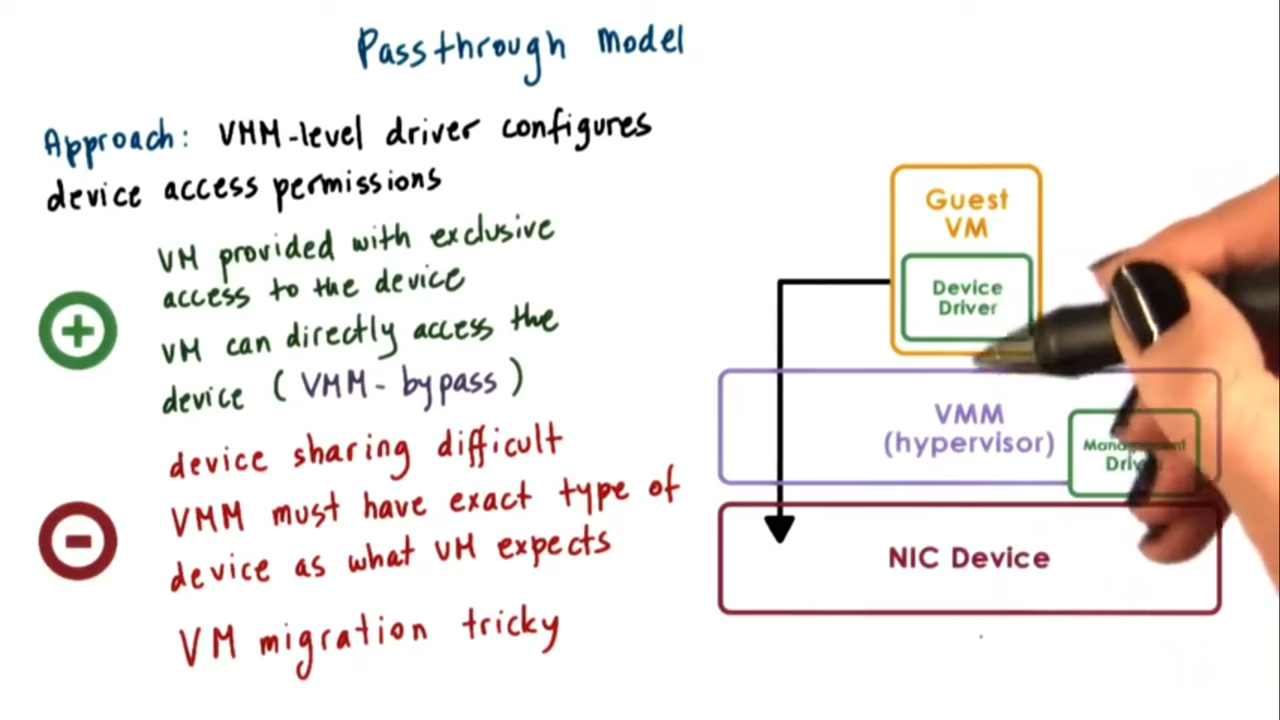 Passthrough Model
Approach: VMM-level driver configures
device access permissions
VM provided with exclusive
access to the device
VM can directly access the
device (VMM-bypass)
device sharing difficult
VMM must have exact type of
device as what VM expects
VM migration tricky
Guest
VM
Device
Driver
VMM
(hypervisor)
Management
NIC Device